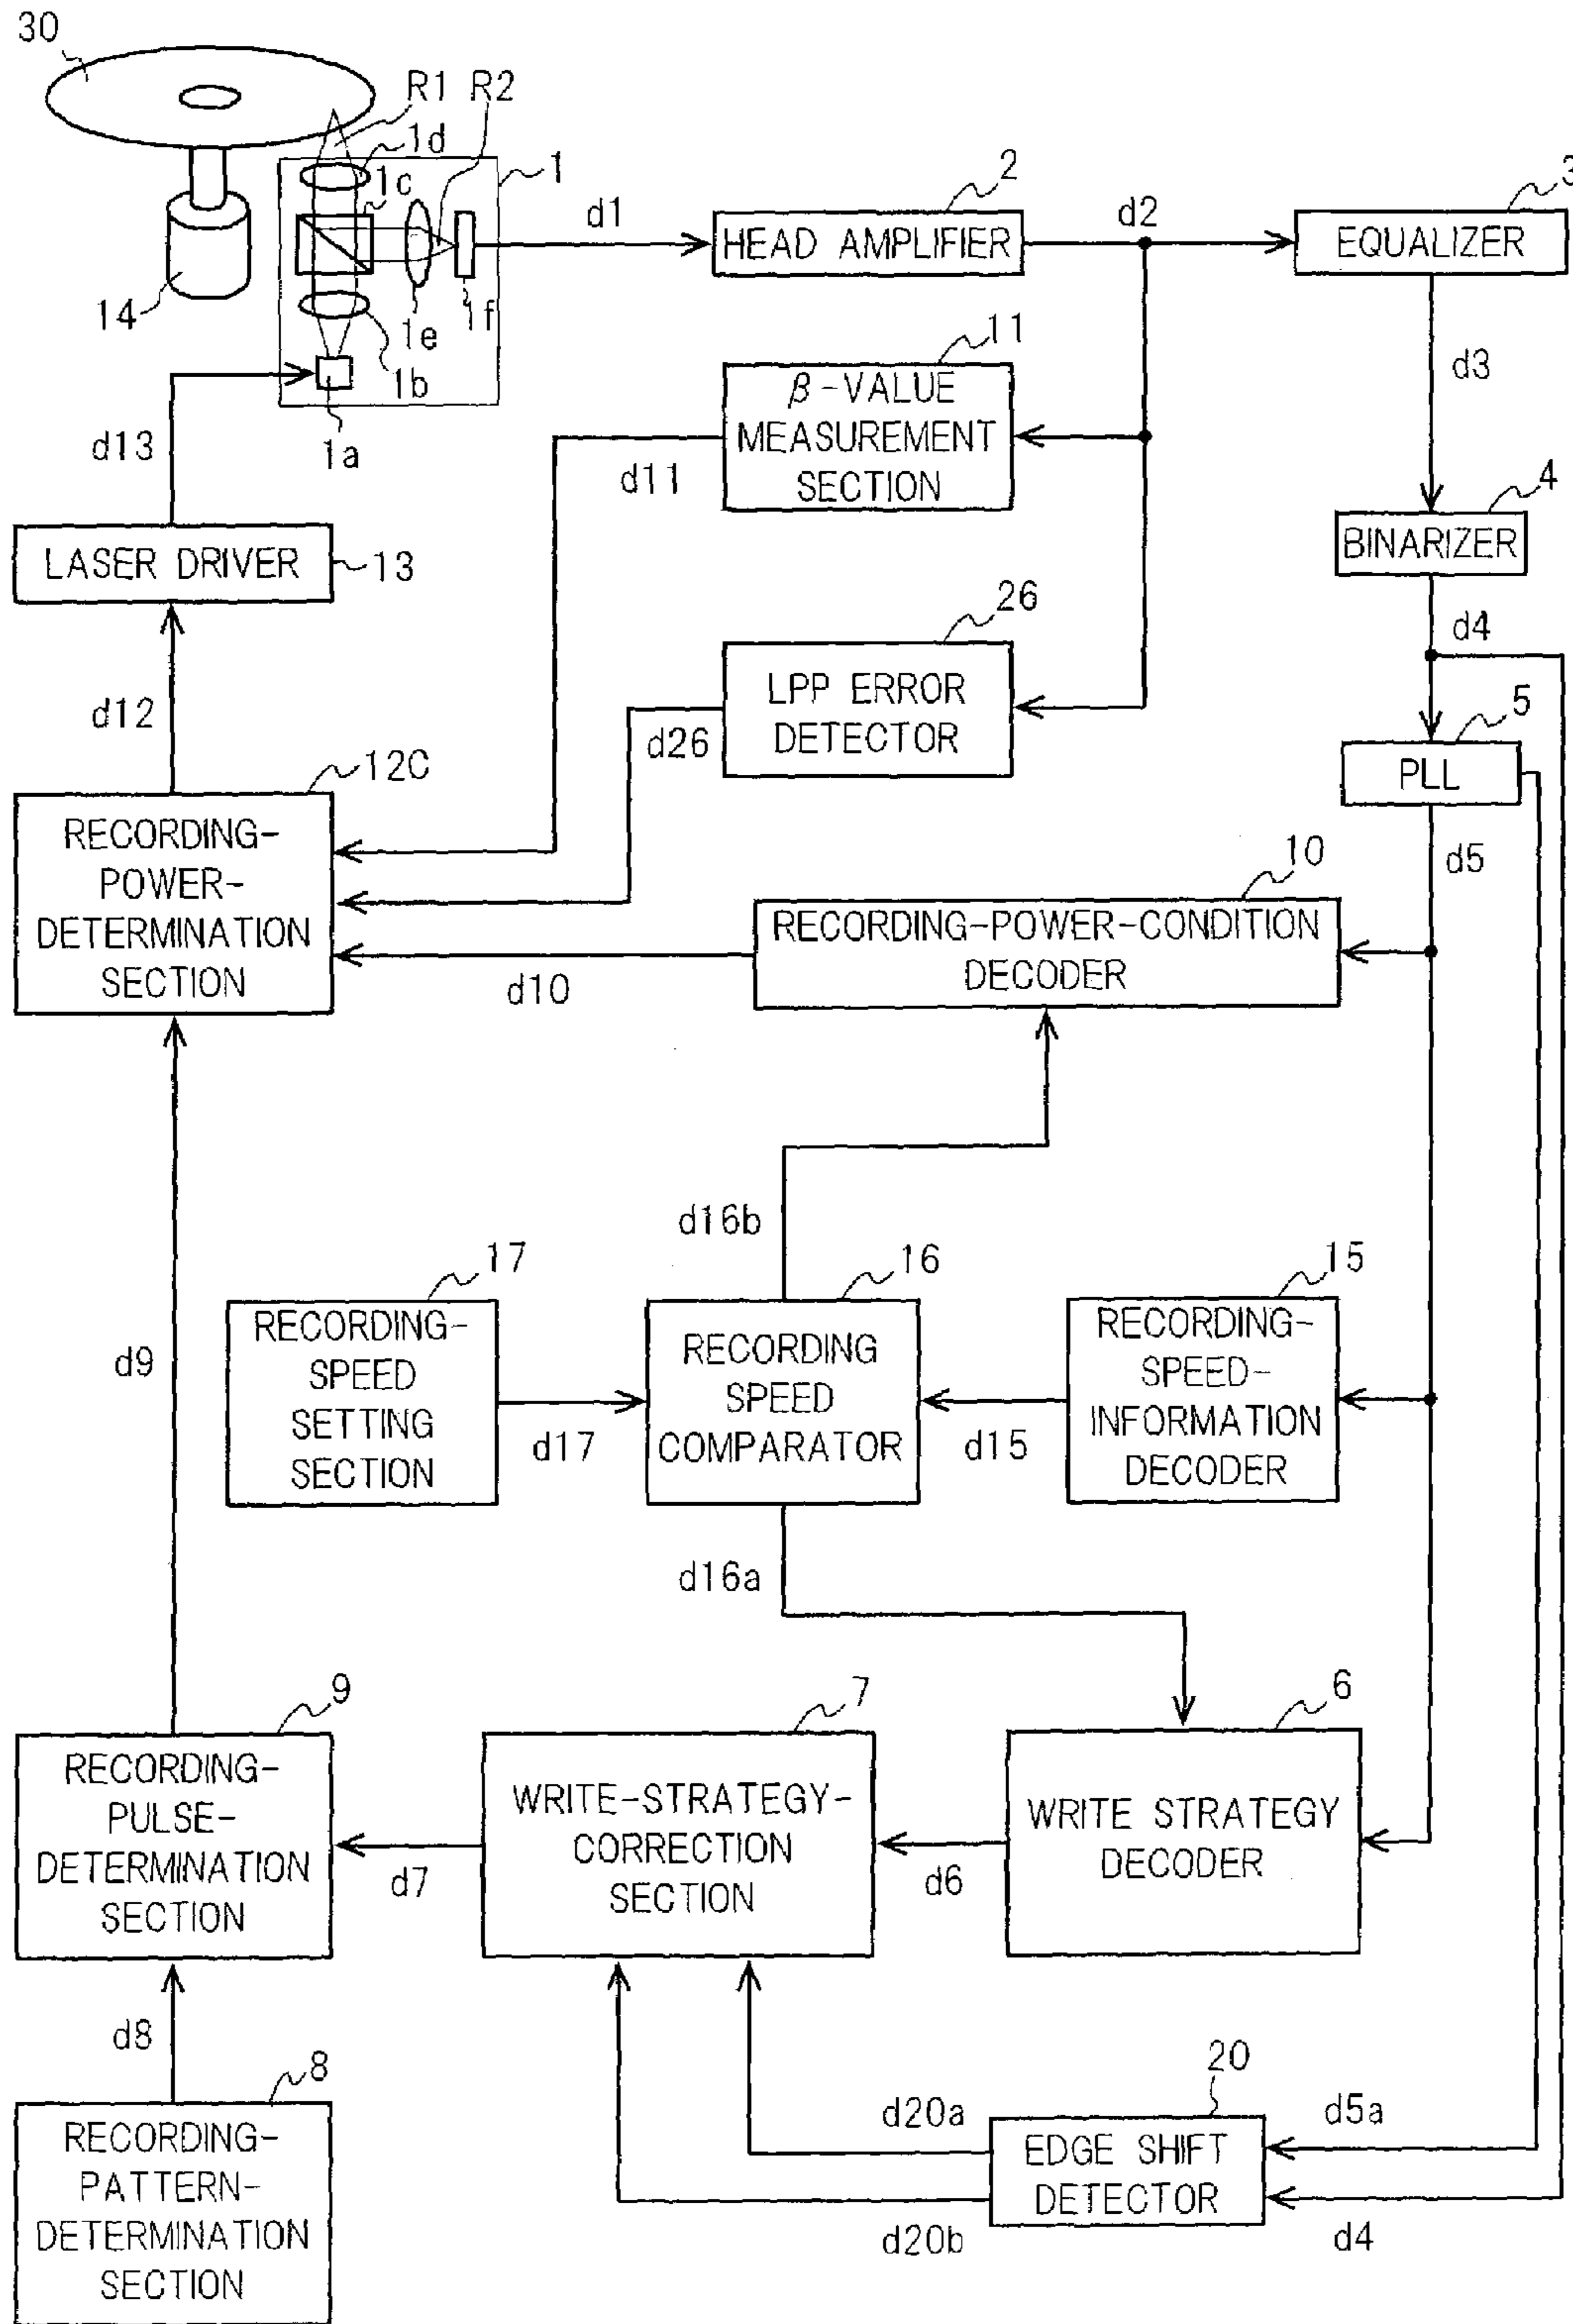 30
R1
R2
1d
1
1c
d1
2
HEAD AMPLIFIER
d2
3
EQUALIZER
14
1e
1f
1b
1a
d13
11
β-VALUE
MEASUREMENT
SECTION
d11
d3
4
BINARIZER
LASER DRIVER
13
26
LPP ERROR
DETECTOR
d26
d4
5
PLL
d12
12C
RECORDING-
POWER-
DETERMINATION
SECTION
d5
10
RECORDING-POWER-CONDITION
DECODER
d10
d16b
17
RECORDING-
SPEED
SETTING
SECTION
d17
16
RECORDING
SPEED
COMPARATOR
d15
15
RECORDING-
SPEED-
INFORMATION
DECODER
d9
d16a
9
RECORDING-
PULSE-
DETERMINATION
SECTION
d7
7
WRITE-STRATEGY-
CORRECTION
SECTION
d6
6
WRITE STRATEGY
DECODER
d8
8
RECORDING-
PATTERN-
DETERMINATION
SECTION
d20a
d20b
20
EDGE SHIFT
DETECTOR
d5a
d4